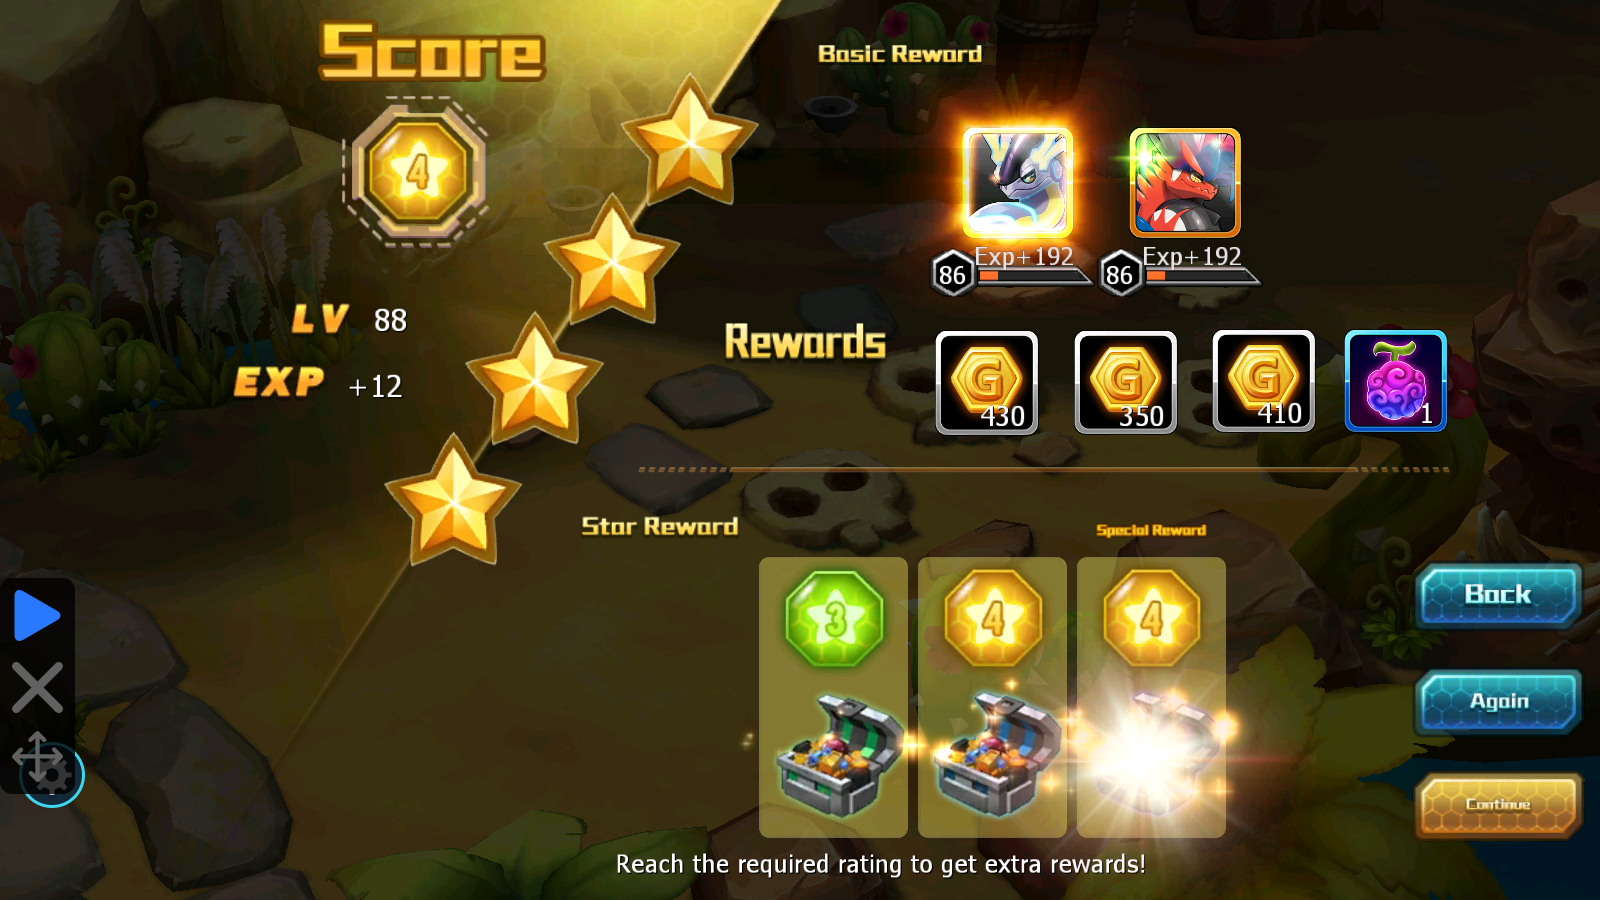 Score
4
LV 88
EXP +12
Basic Reward
Exp+192
86
Exp+192
86
Rewards
G
430
G
350
G
410
1
Star Reward
Special Reward
3
4
4
Back
Again
Continue
Reach the required rating to get extra rewards!